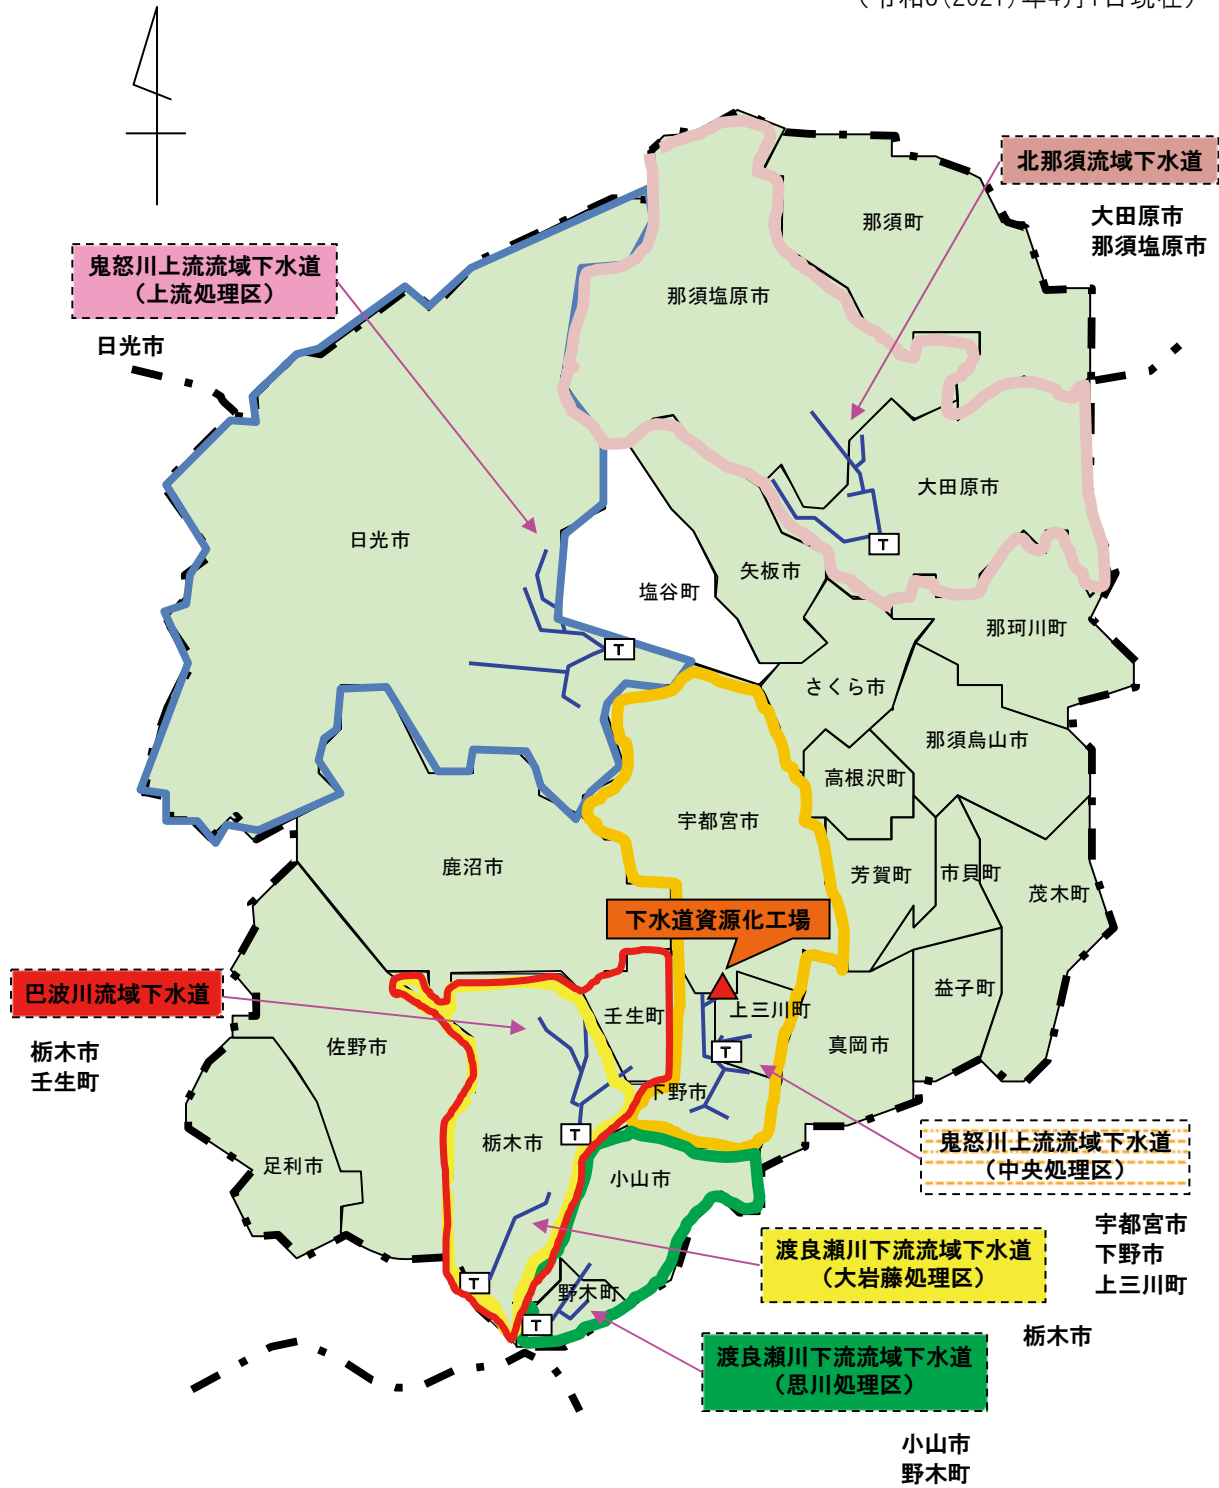 北那須流域下水道
大田原市
那須塩原市
那須町
鬼怒川上流流域下水道
（上流処理区）
日光市
那須塩原市
大田原市
日光市
T
矢板市
塩谷町
那珂川町
T
さくら市
那須烏山市
高根沢町
宇都宮市
鹿沼市
芳賀町
市貝町
茂木町
下水道資源化工場
巴波川流域下水道
栃木市
壬生町
益子町
上三川町
壬生町
佐野市
真岡市
T
下野市
T
栃木市
足利市
小山市
鬼怒川上流流域下水道
（中央処理区）
宇都宮市
下野市
上三川町
渡良瀬川下流流域下水道
（大岩藤処理区）
栃木市
T
野木町
T
渡良瀬川下流流域下水道
（思川処理区）
小山市
野木町